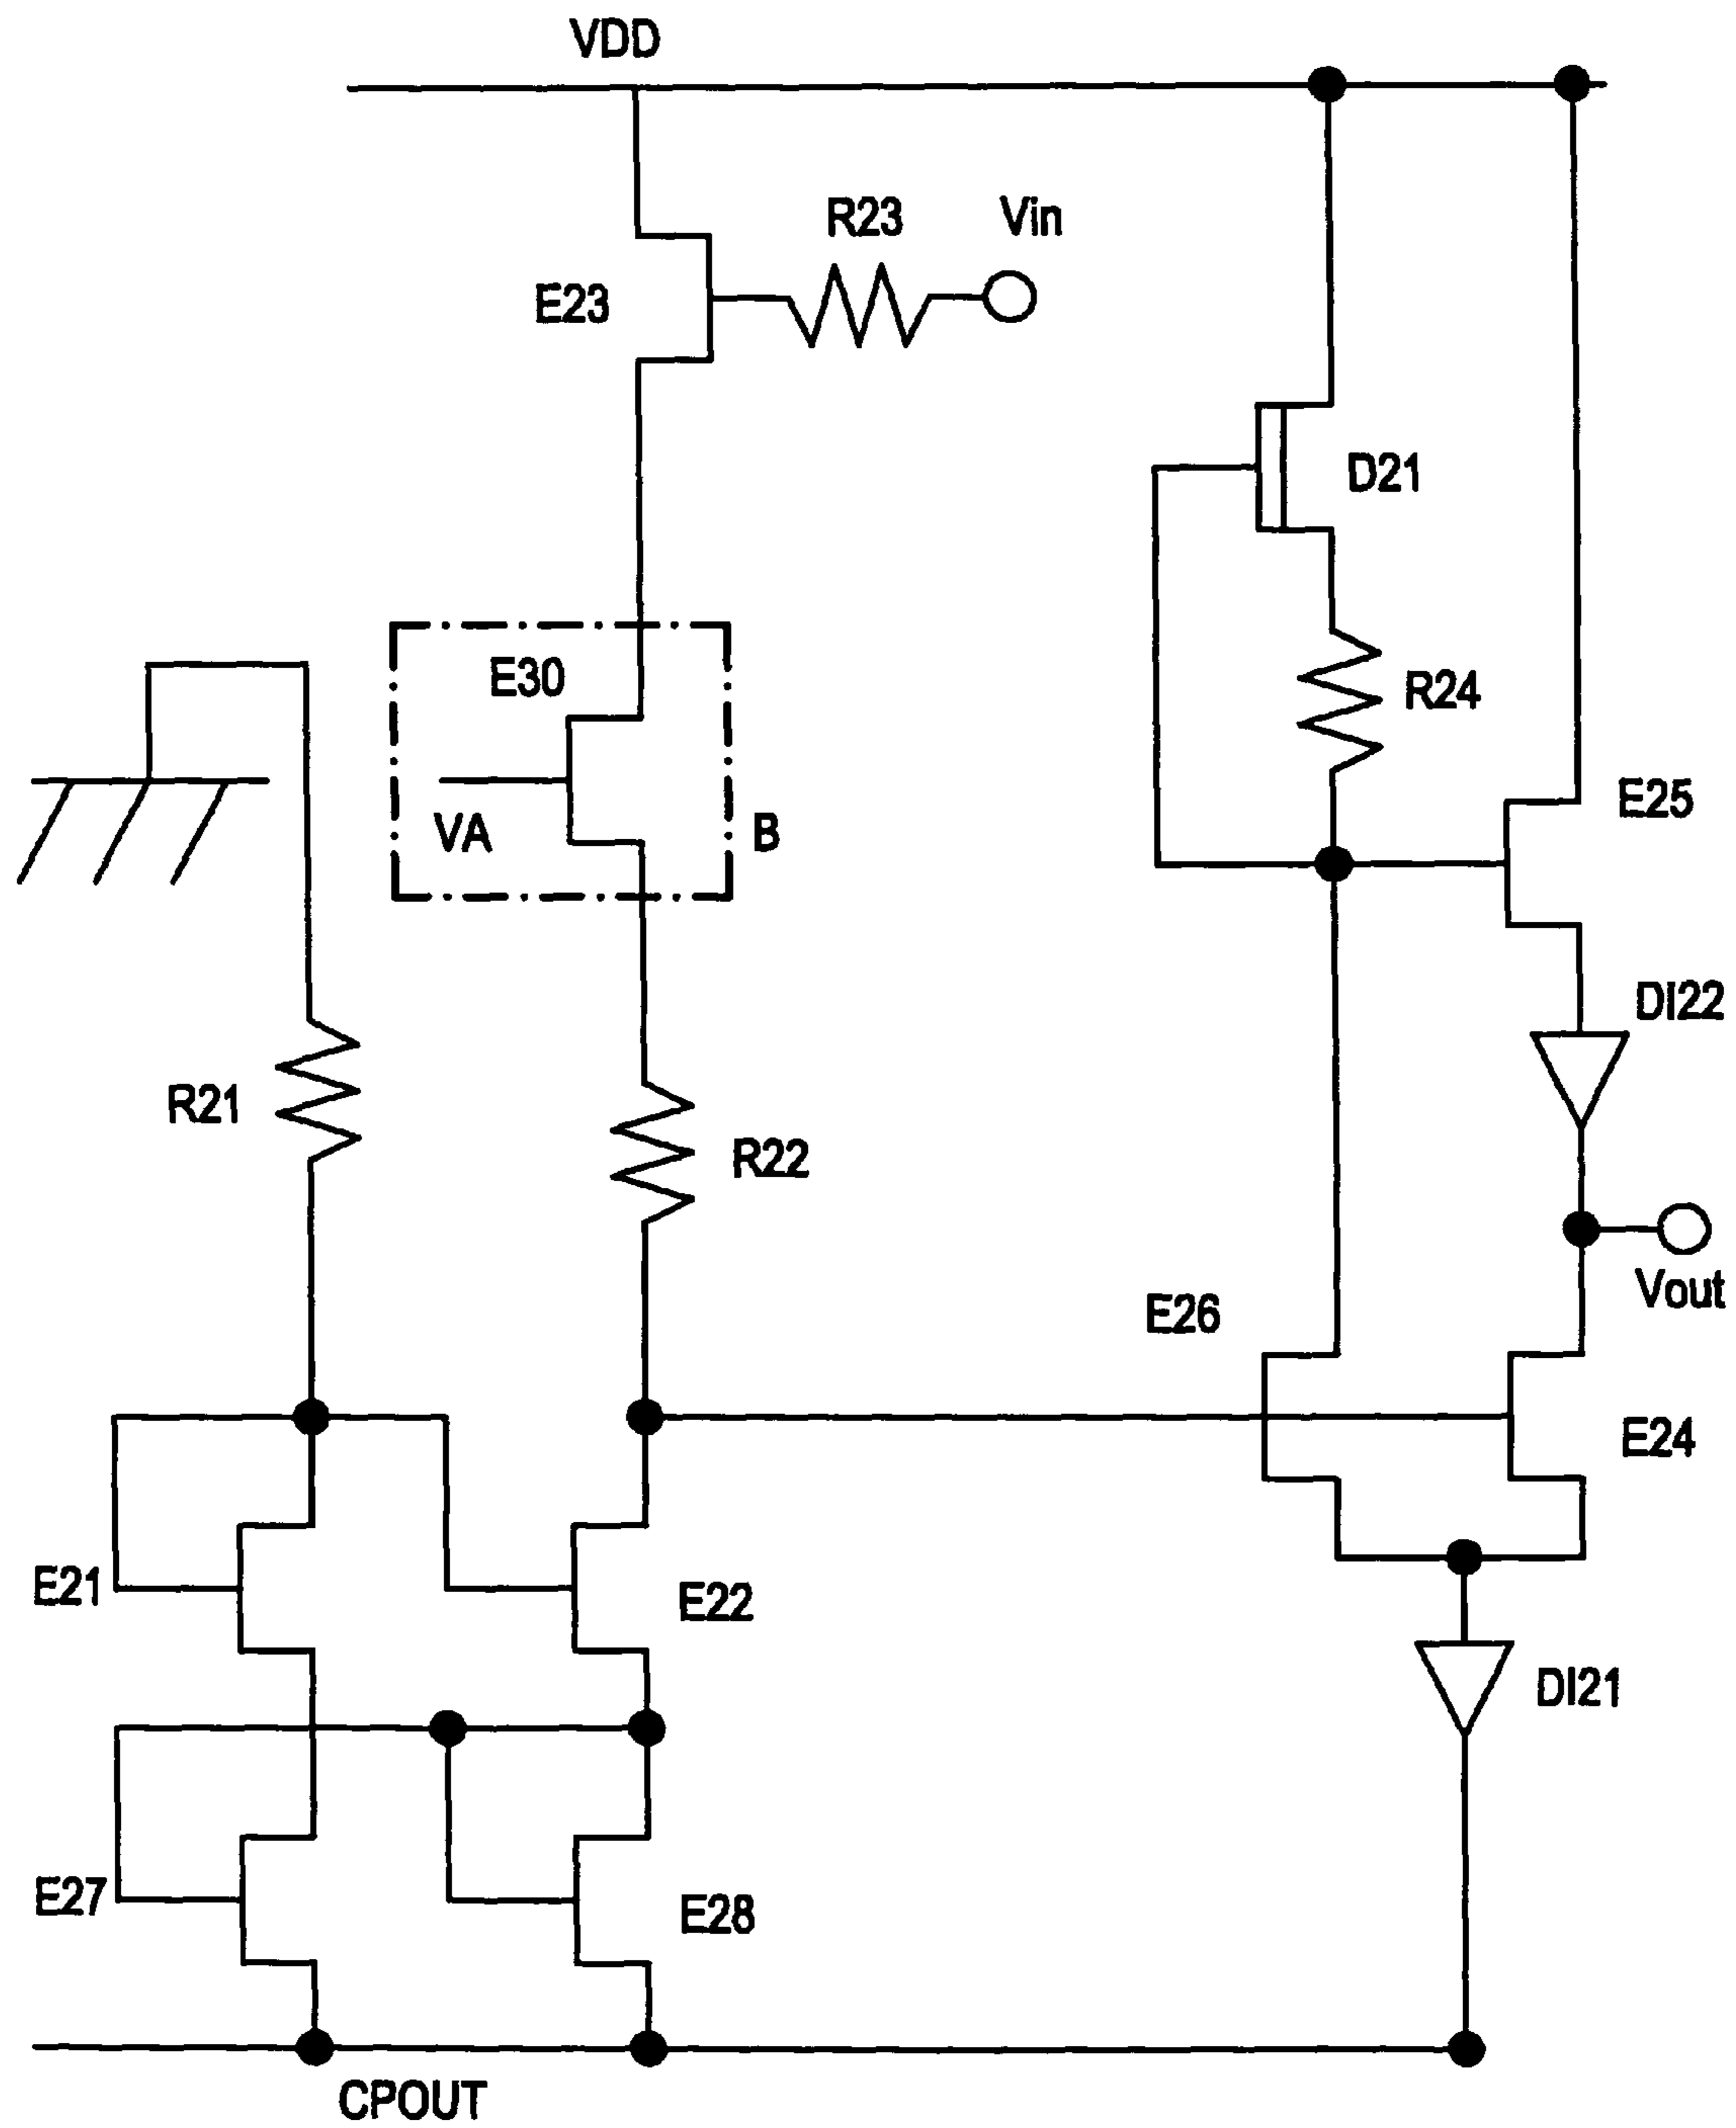 VDD
R23
Vin
E23
D21
E30
R24
E25
VA
B
DI22
R21
R22
Vout
E26
E24
E21
E22
DI21
E27
E28
CPOUT